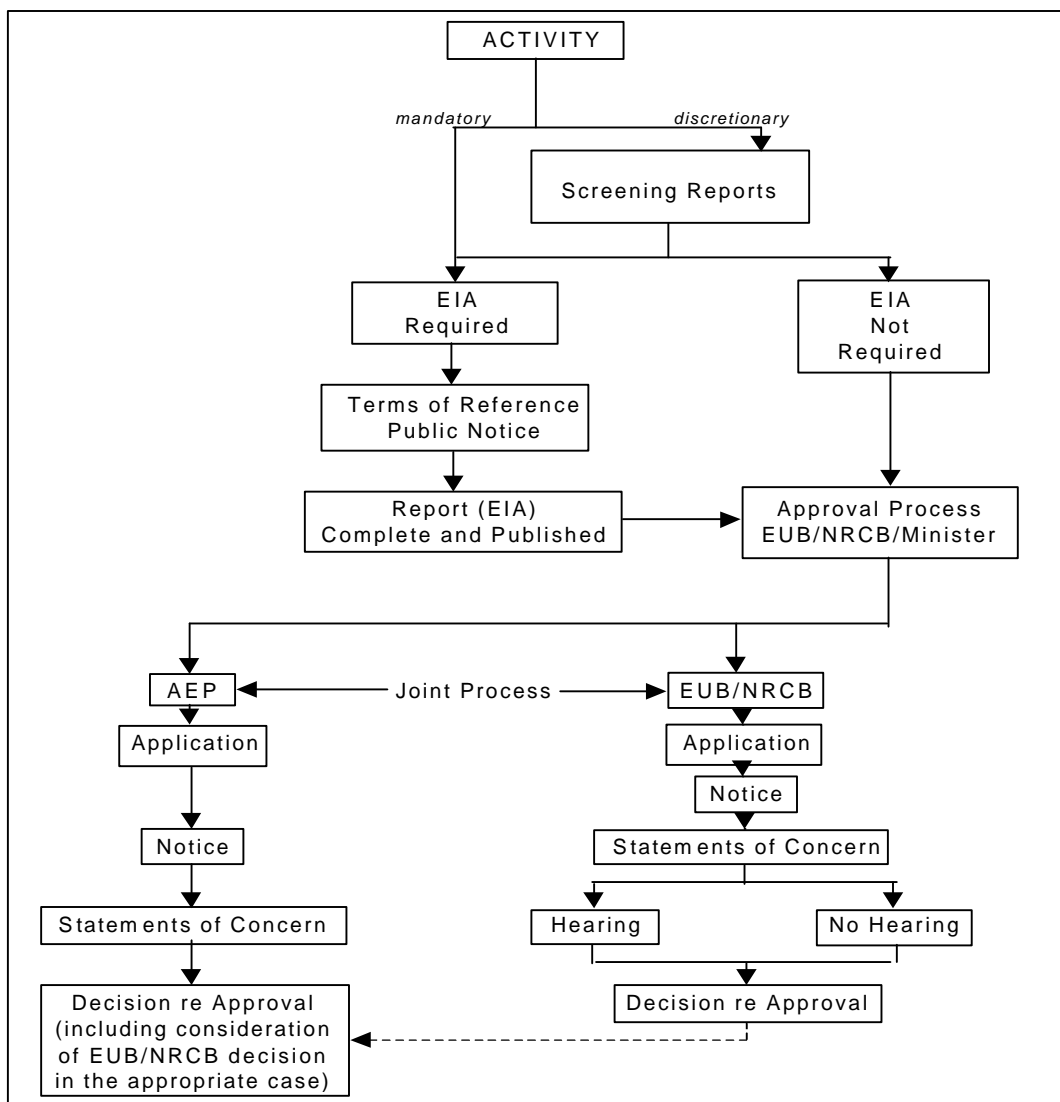 ACTIVITY
mandatory
discretionary
Screening Reports
EIA
Required
EIA
Not
Required
Terms of Reference
Public Notice
Report (EIA)
Complete and Published
Approval Process
EUB/NRCB/Minister
AEP
Joint Process
EUB/NRCB
Application
Application
Notice
Notice
Statements of Concern
Statements of Concern
Hearing
No Hearing
Decision re Approval
(including consideration
of EUB/NRCB decision
in the appropriate case)
Decision re Approval